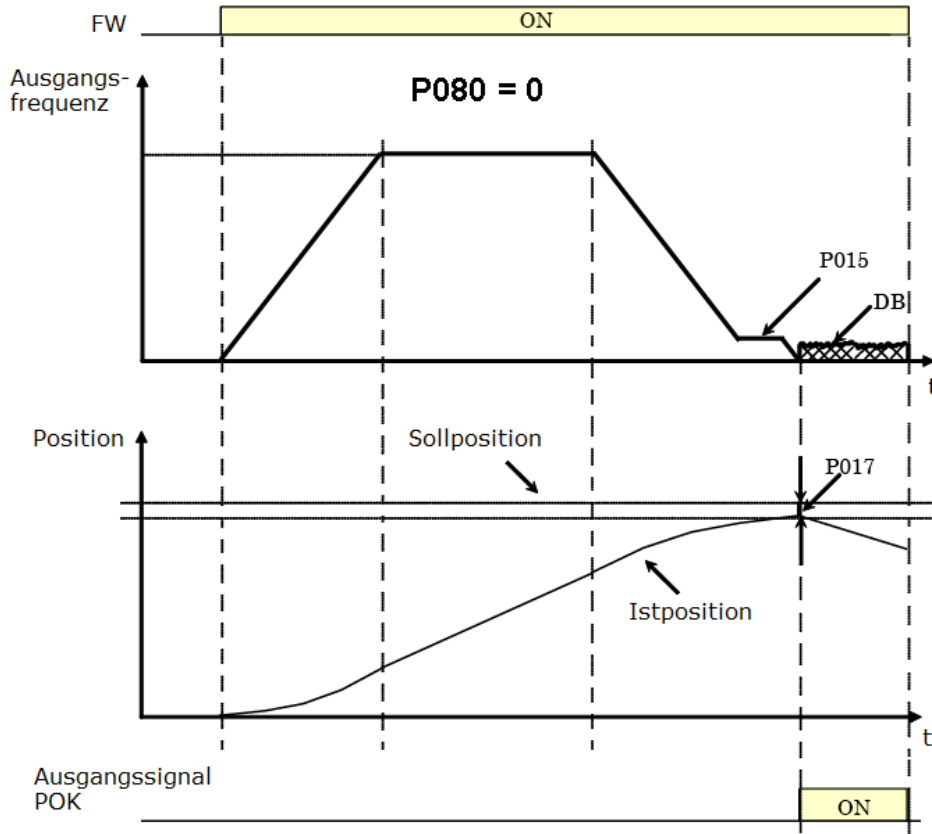 FW
ON
Ausgangs-
frequenz
P080 = 0
P015
DB
t
Position
Sollposition
P017
Istposition
t
Ausgangssignal
POK
ON